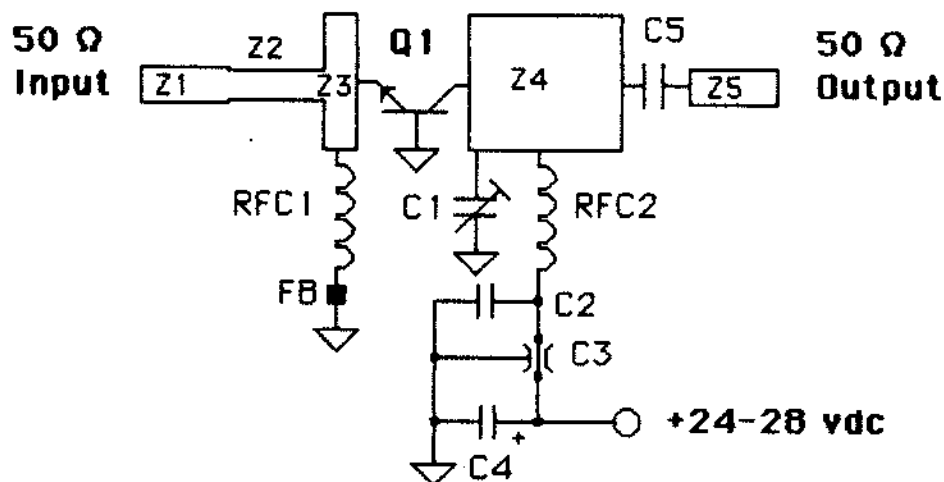 50 Ω
Input
Z1
Z2
Z3
Q1
Z4
C5
Z5
50 Ω
Output
RFC1
C1
RFC2
FB
C2
C3
C4
+
+24-28 vdc